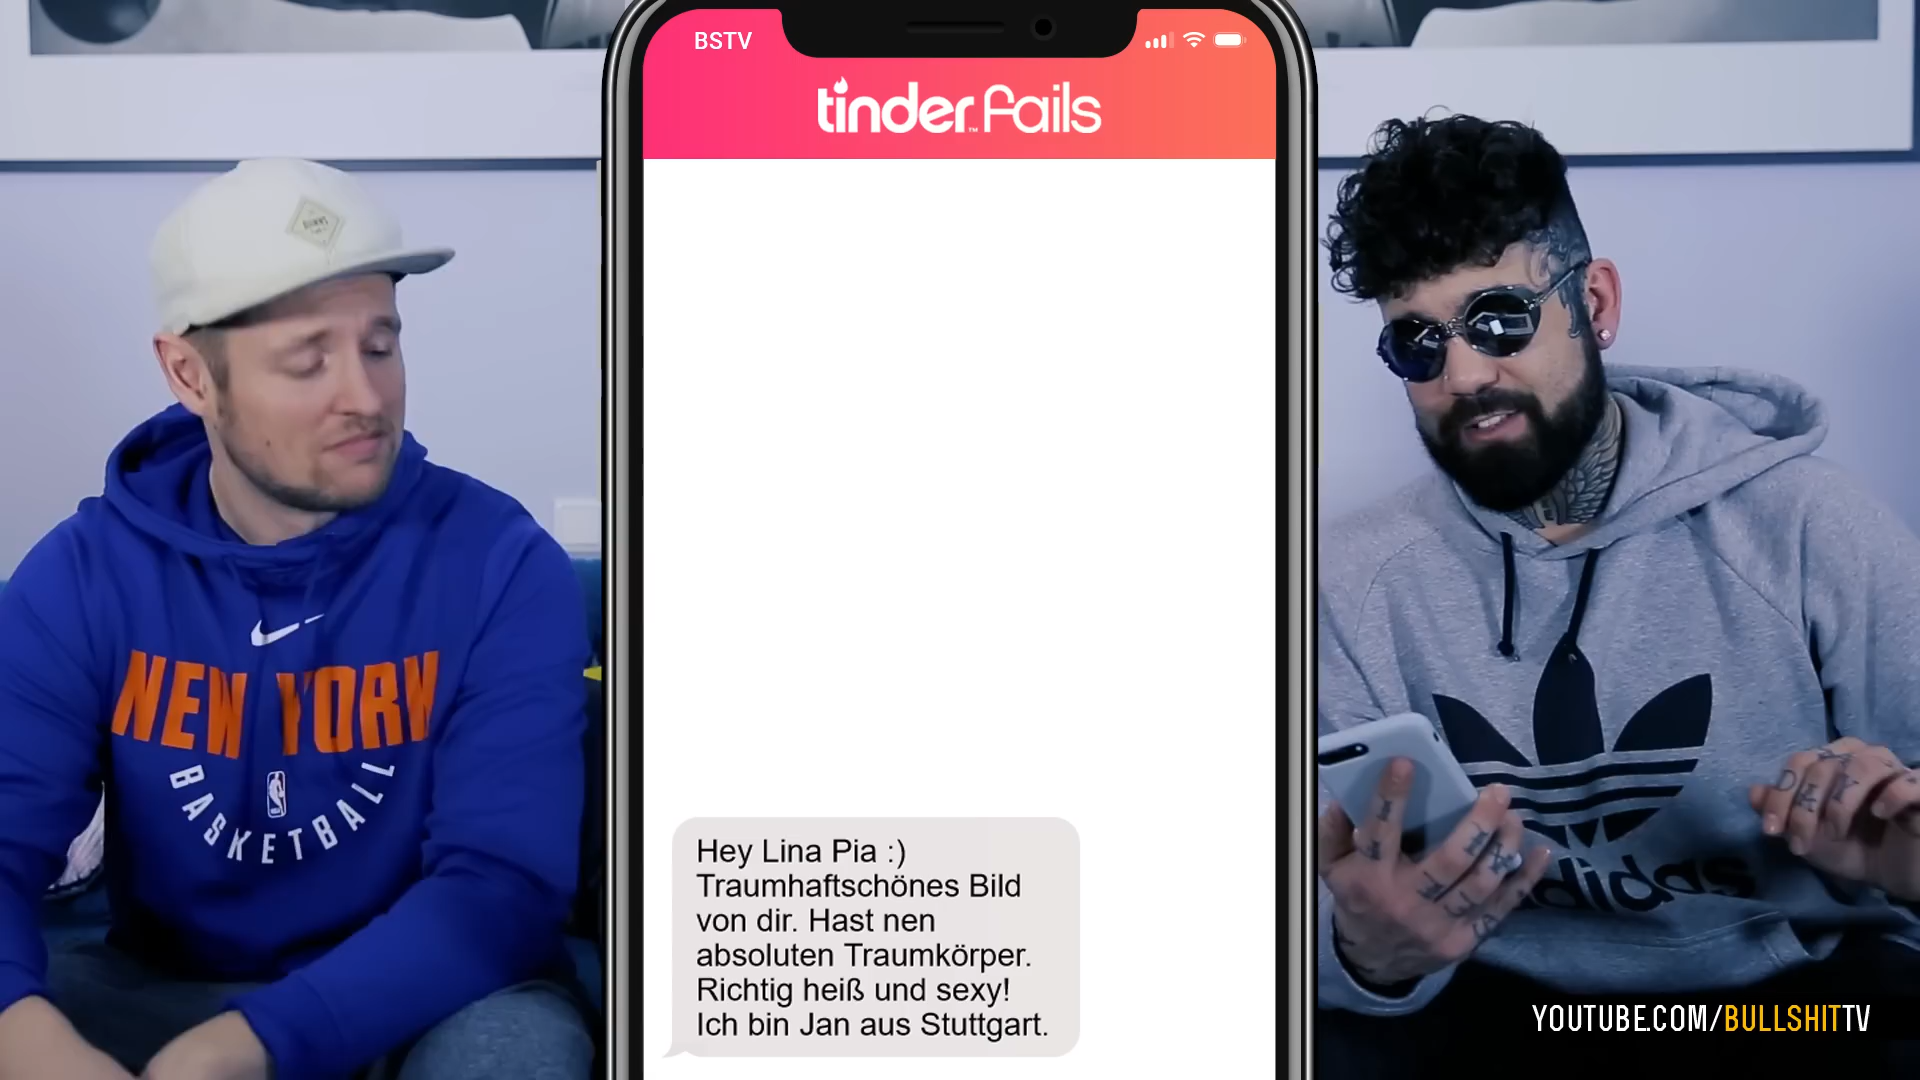 BSTV
tinder fails
NEW YORK
BASKETBALL
adidas
Hey Lina Pia :)
Traumhaftschönes Bild
von dir. Hast nen
absoluten Traumkörper.
Richtig heiß und sexy!
Ich bin Jan aus Stuttgart.
YOUTUBE.COM/BULLSHITTV